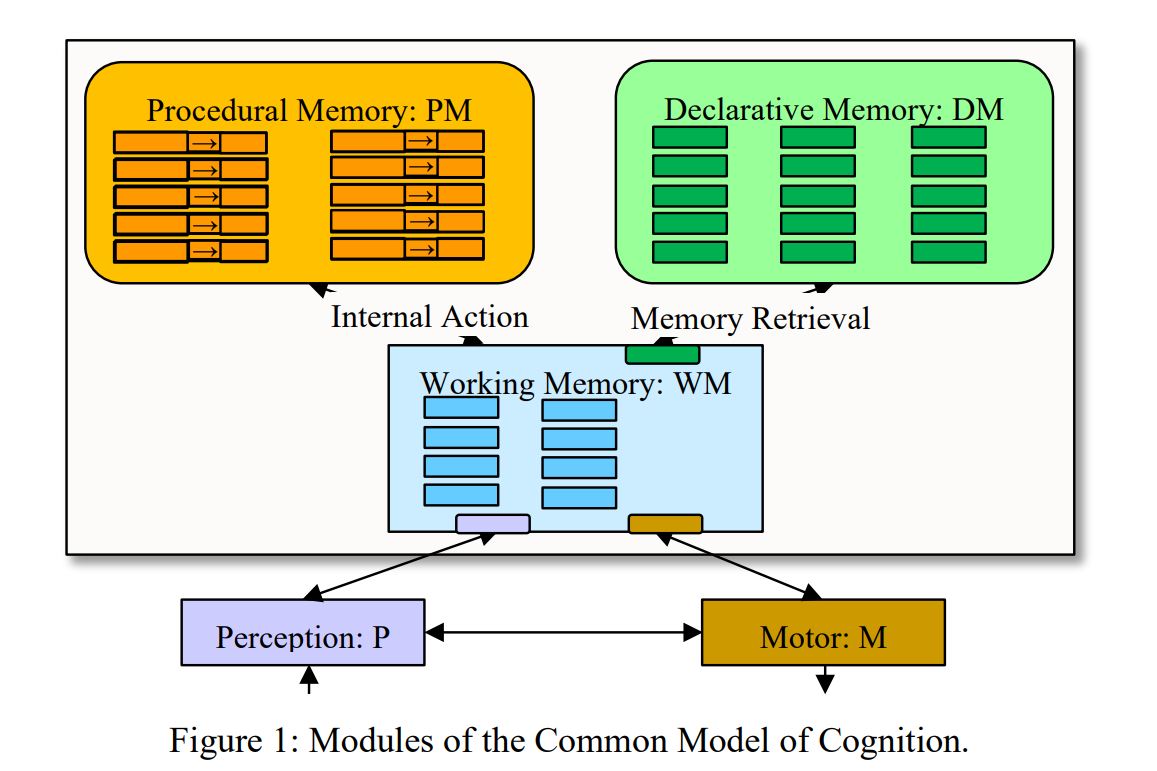 Procedural Memory: PM
Declarative Memory: DM
Internal Action
Memory Retrieval
Working Memory: WM
Perception: P
Motor: M
Figure 1: Modules of the Common Model of Cognition.